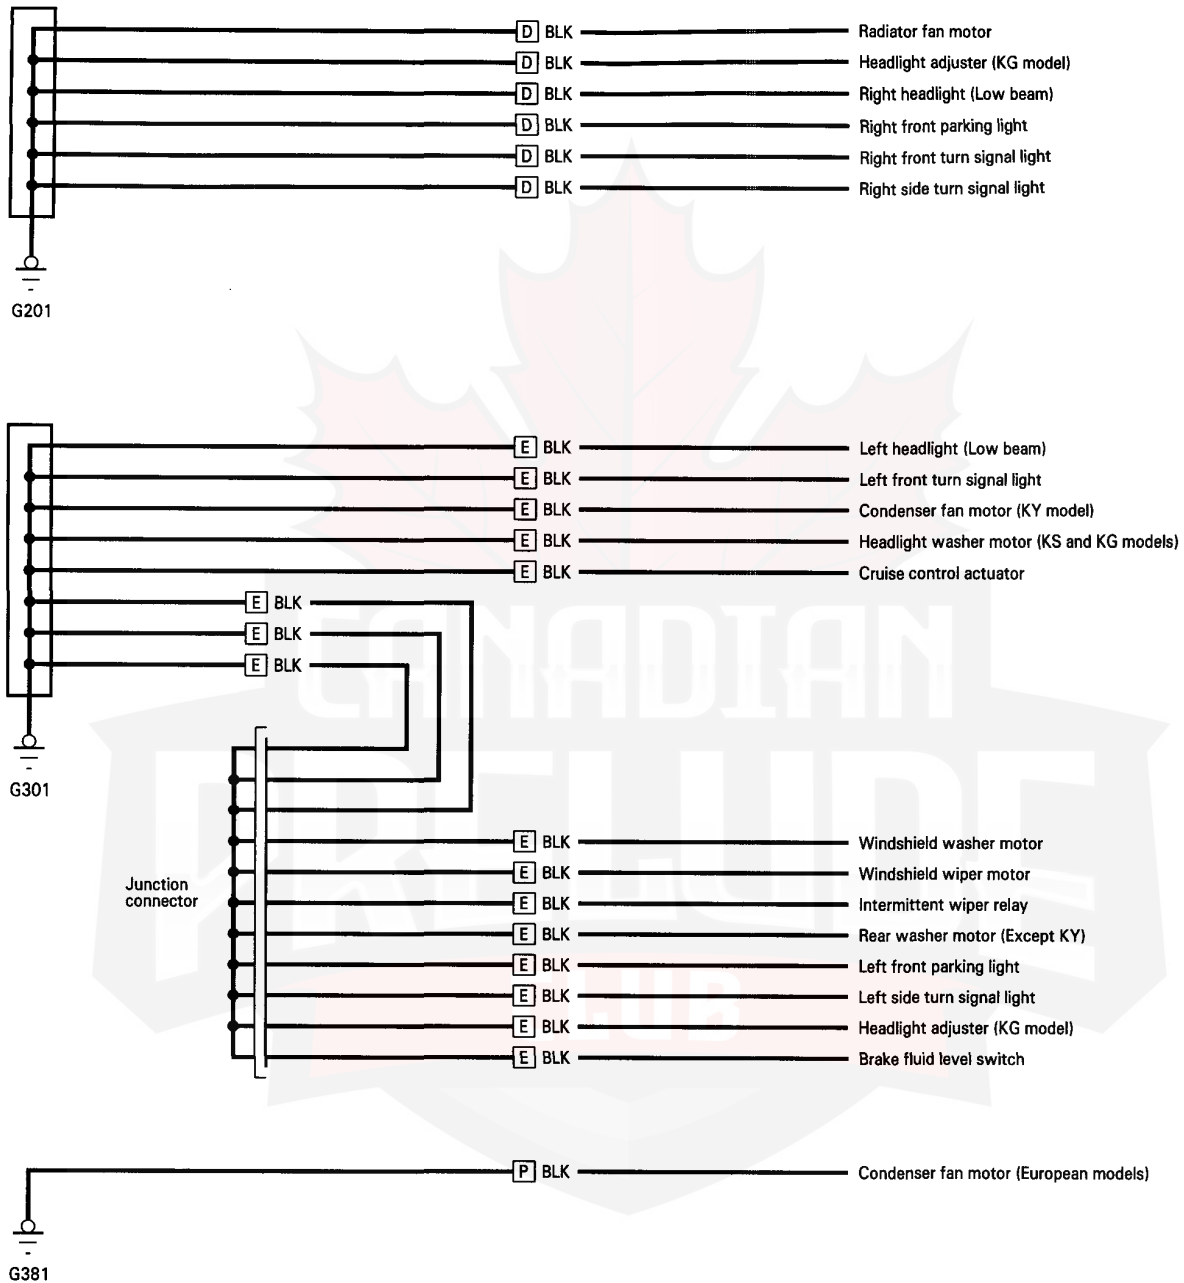 D BLK Radiator fan motor
D BLK Headlight adjuster (KG model)
D BLK Right headlight (Low beam)
D BLK Right front parking light
D BLK Right front turn signal light
D BLK Right side turn signal light
G201
E BLK Left headlight (Low beam)
E BLK Left front turn signal light
E BLK Condenser fan motor (KY model)
E BLK Headlight washer motor (KS and KG models)
E BLK Cruise control actuator
E BLK
E BLK
E BLK
G301
Junction
connector
E BLK Windshield washer motor
E BLK Windshield wiper motor
E BLK Intermittent wiper relay
E BLK Rear washer motor (Except KY)
E BLK Left front parking light
E BLK Left side turn signal light
E BLK Headlight adjuster (KG model)
E BLK Brake fluid level switch
P BLK Condenser fan motor (European models)
G381
CANADIAN
PRELUDE
CLUB